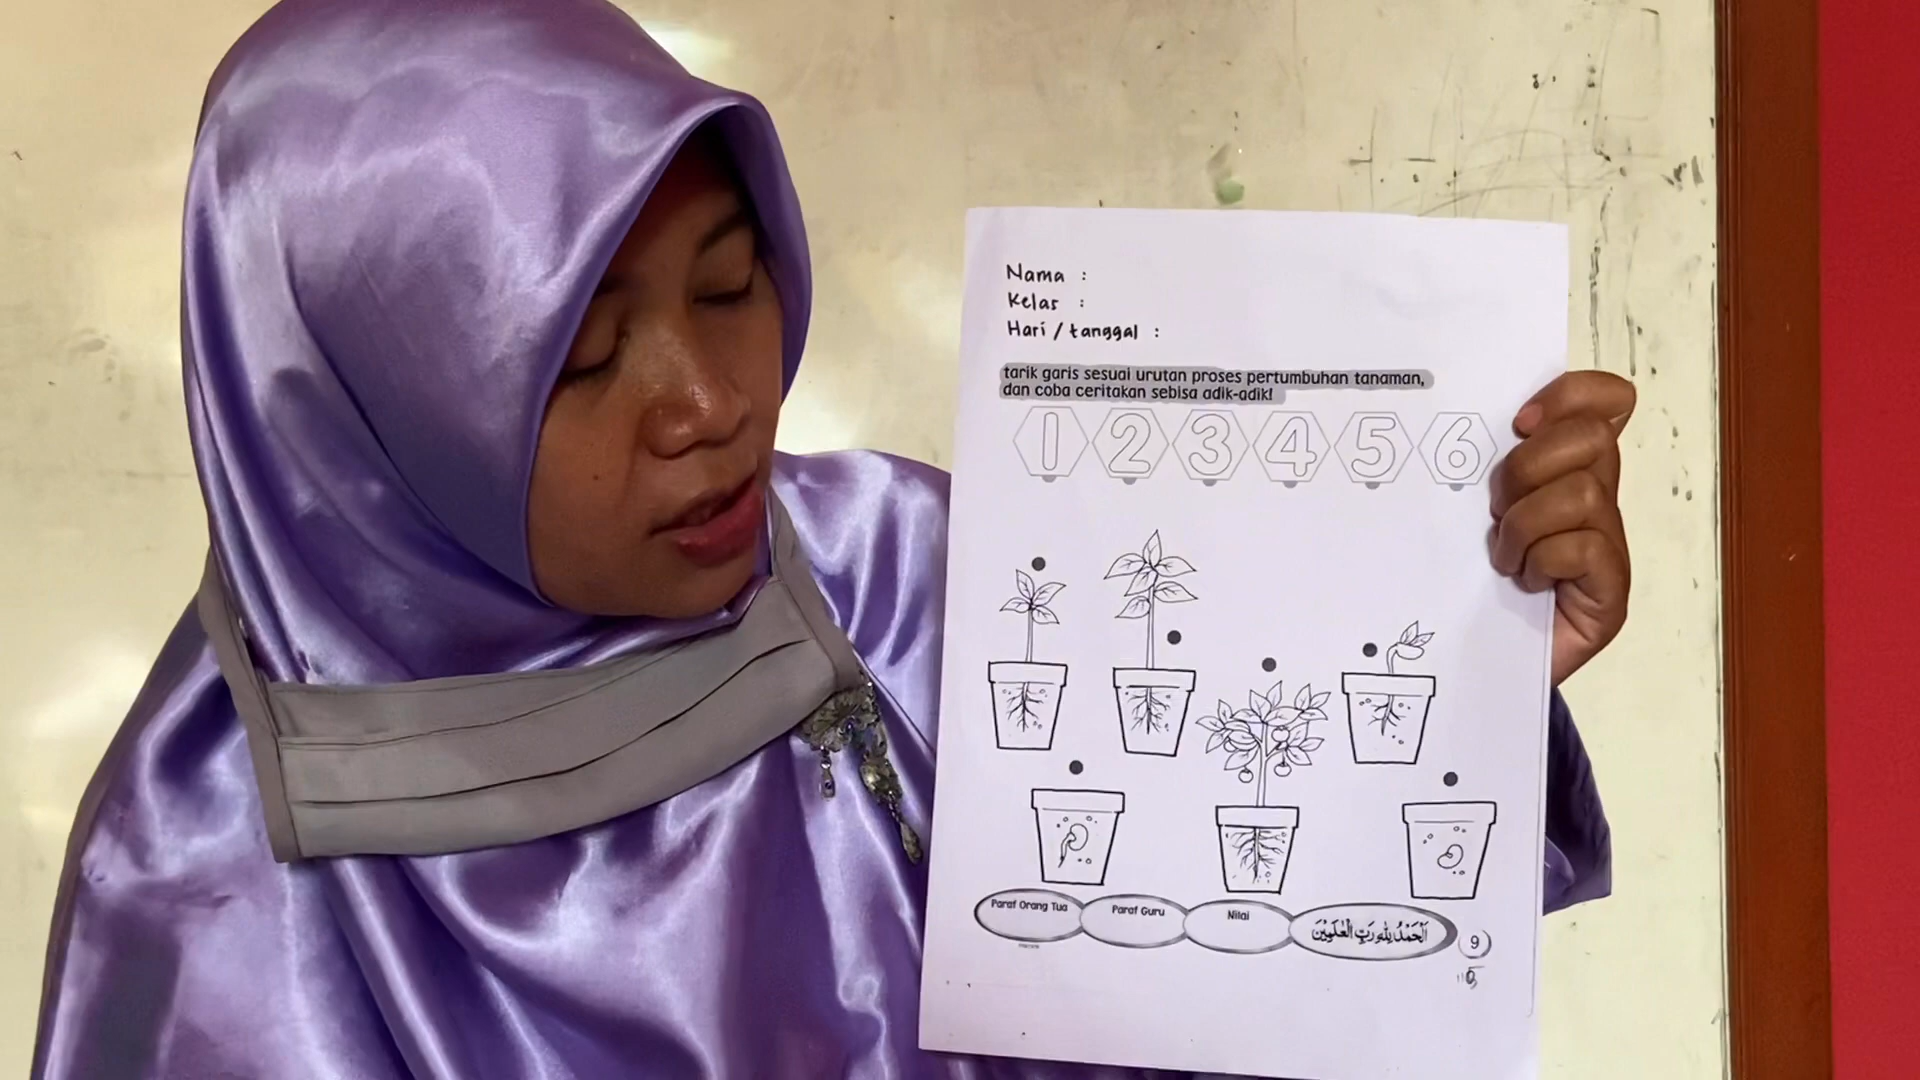 Nama :
Kelas :
Hari / tanggal :
tarik garis sesuai urutan proses pertumbuhan tanaman,
dan coba ceritakan sebisa adik-adik!
1 2 3 4 5 6
Paraf Orang Tua Paraf Guru Nilai اَلْحَمْدُ لِلّٰهِ رَبِّ الْعٰلَمِيْنَ
9